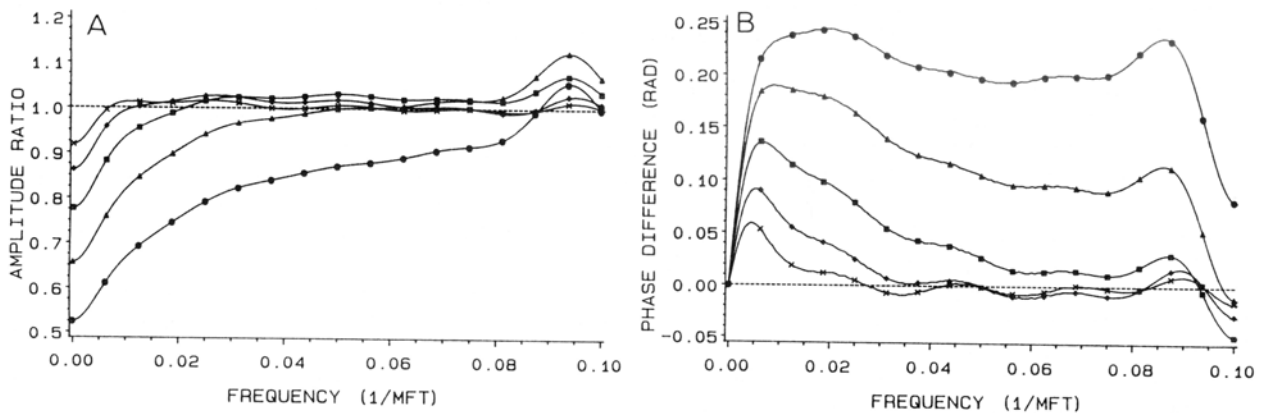 A
1.2
1.1
1.0
0.9
0.8
0.7
0.6
0.5
AMPLITUDE RATIO
0.00 0.02 0.04 0.06 0.08 0.10
FREQUENCY (1/MFT)
B
0.25
0.20
0.15
0.10
0.05
0.00
-0.05
PHASE DIFFERENCE (RAD)
0.00 0.02 0.04 0.06 0.08 0.10
FREQUENCY (1/MFT)